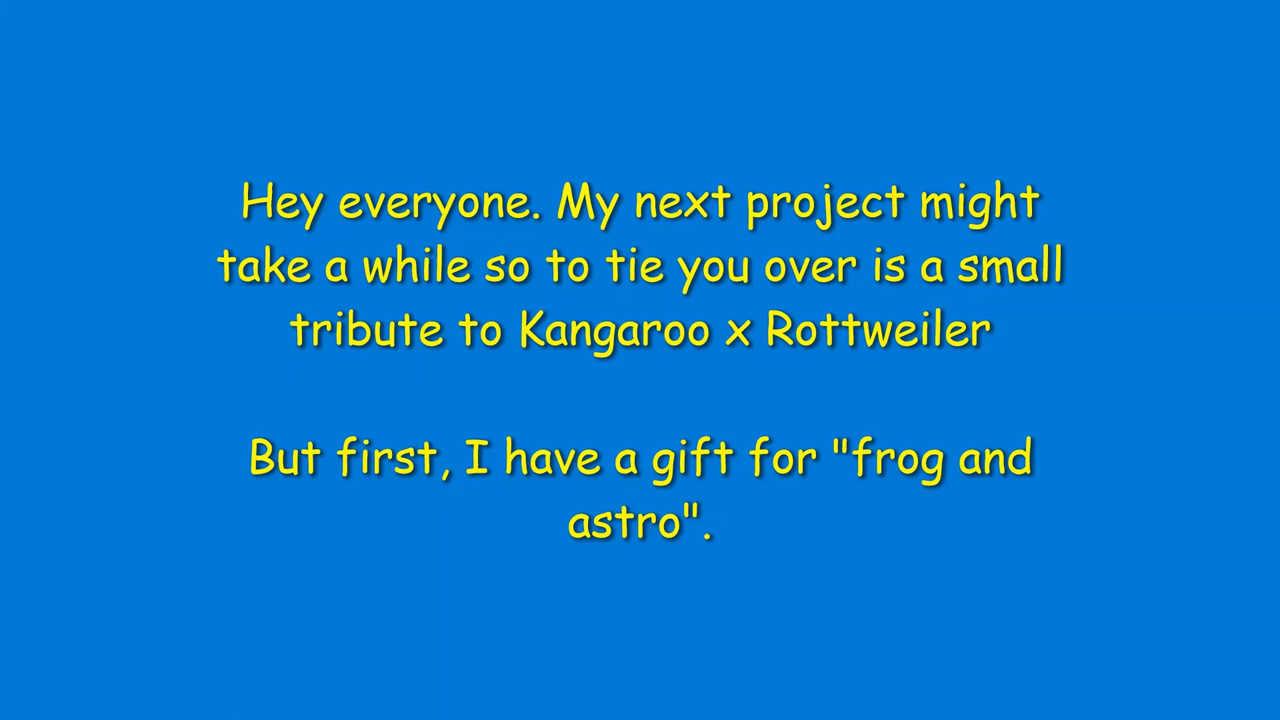 Hey everyone. My next project might
take a while so to tie you over is a small
tribute to Kangaroo x Rottweiler
But first, I have a gift for "frog and
astro".